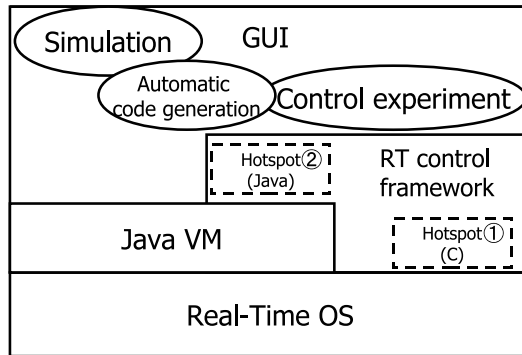 Simulation
GUI
Automatic
code generation
Control experiment
Hotspot②
(Java)
RT control
framework
Java VM
Hotspot①
(C)
Real-Time OS